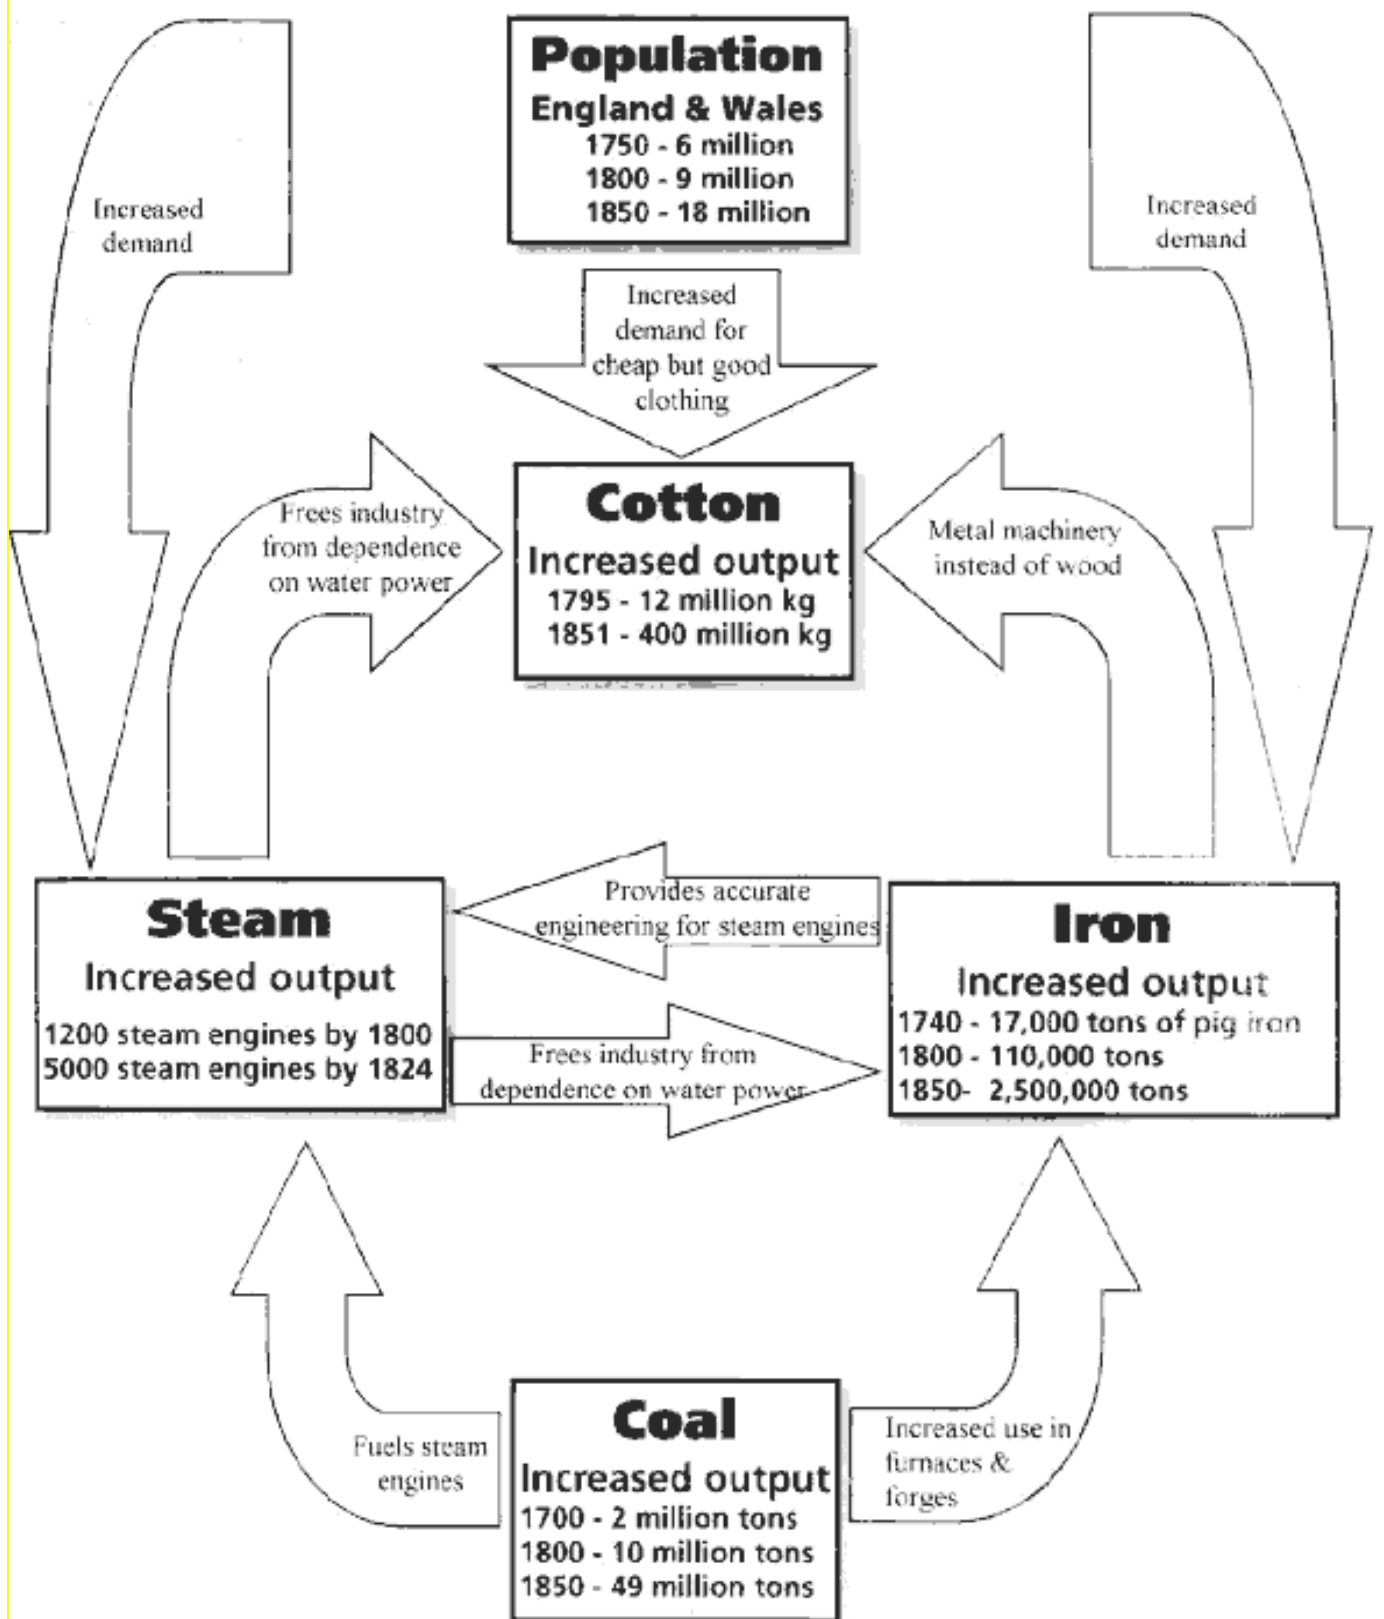 Population
England & Wales
1750 - 6 million
1800 - 9 million
1850 - 18 million
Increased
demand
Increased
demand
Increased
demand for
cheap but good
clothing
Cotton
Increased output
1795 - 12 million kg
1851 - 400 million kg
Frees industry
from dependence
on water power
Metal machinery
instead of wood
Steam
Increased output
1200 steam engines by 1800
5000 steam engines by 1824
Provides accurate
engineering for steam engines
Frees industry from
dependence on water power
Iron
Increased output
1740 - 17,000 tons of pig iron
1800 - 110,000 tons
1850- 2,500,000 tons
Fuels steam
engines
Coal
Increased output
1700 - 2 million tons
1800 - 10 million tons
1850 - 49 million tons
Increased use in
furnaces &
forges